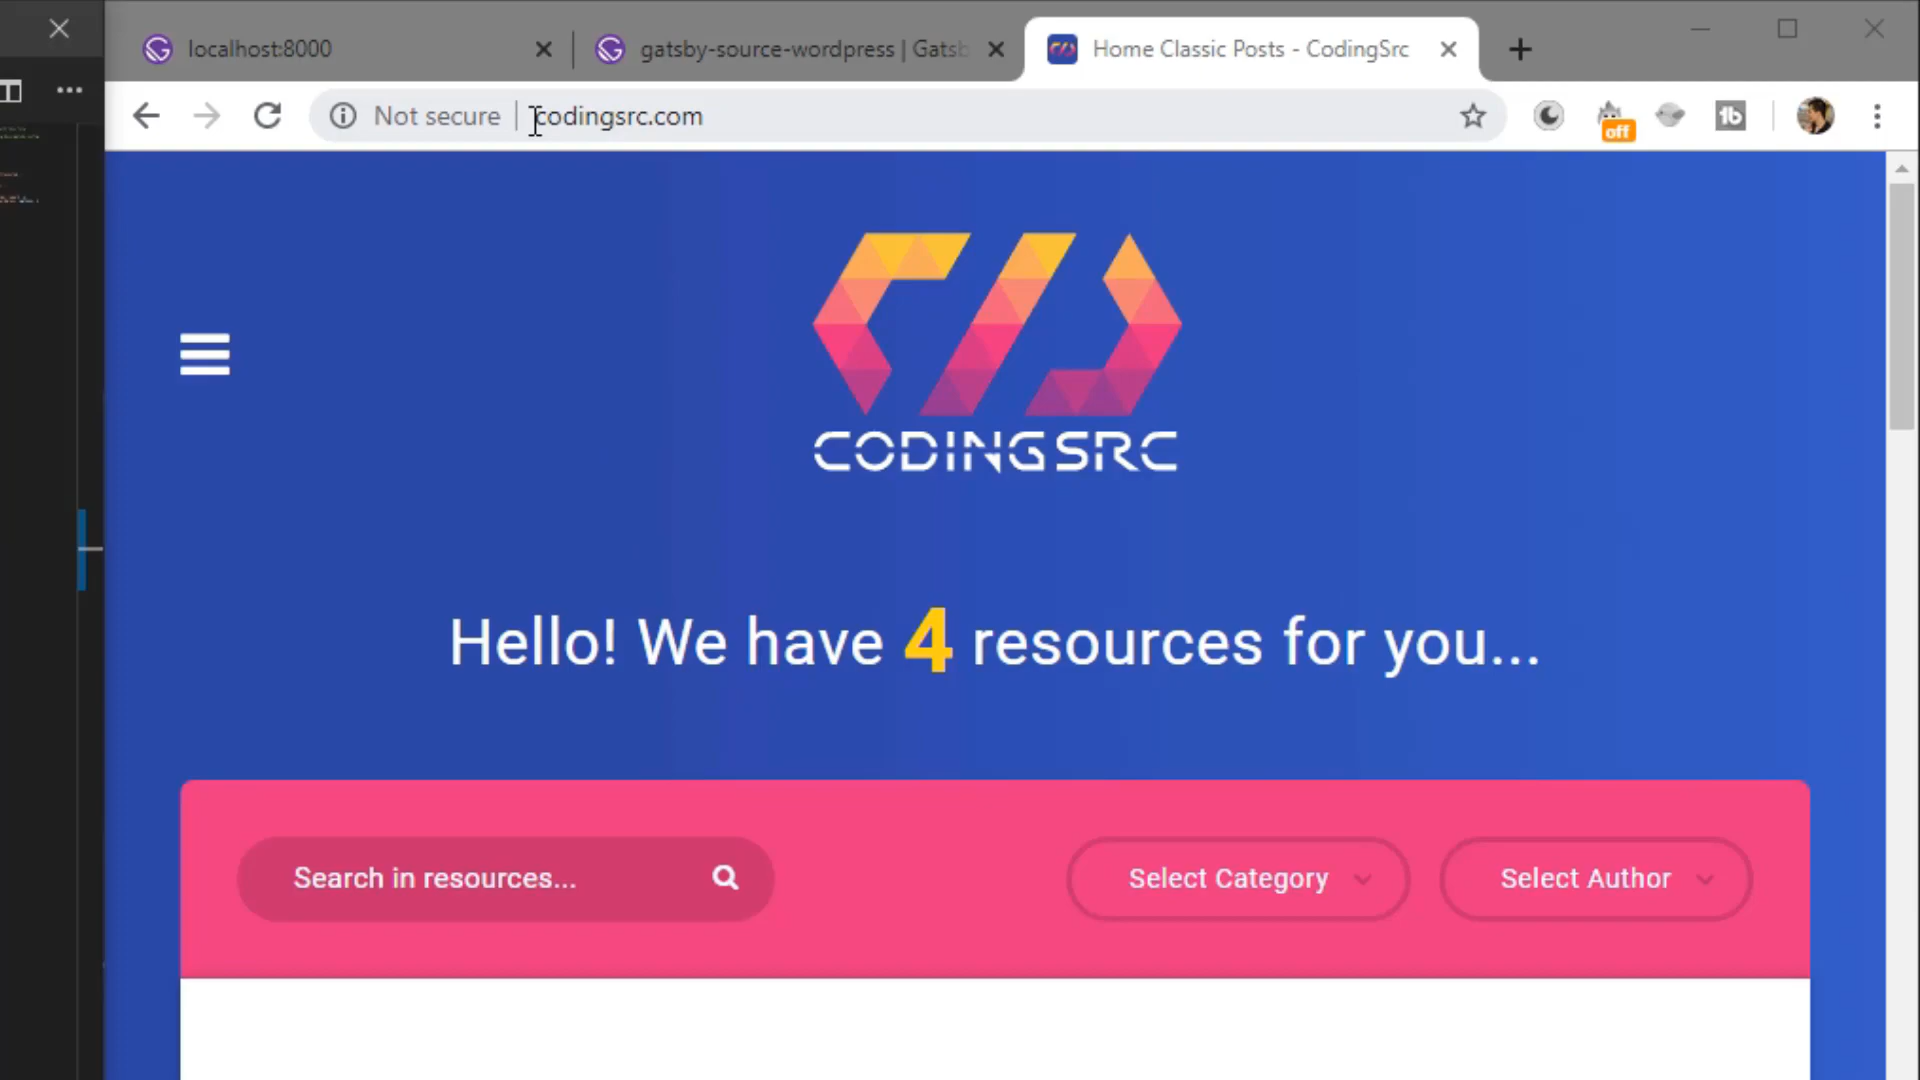 localhost:8000
gatsby-source-wordpress | Gatsb
Home Classic Posts - CodingSrc
Not secure | codingsrc.com
off
CODINGSRC
Hello! We have 4 resources for you...
Search in resources...
Select Category
Select Author